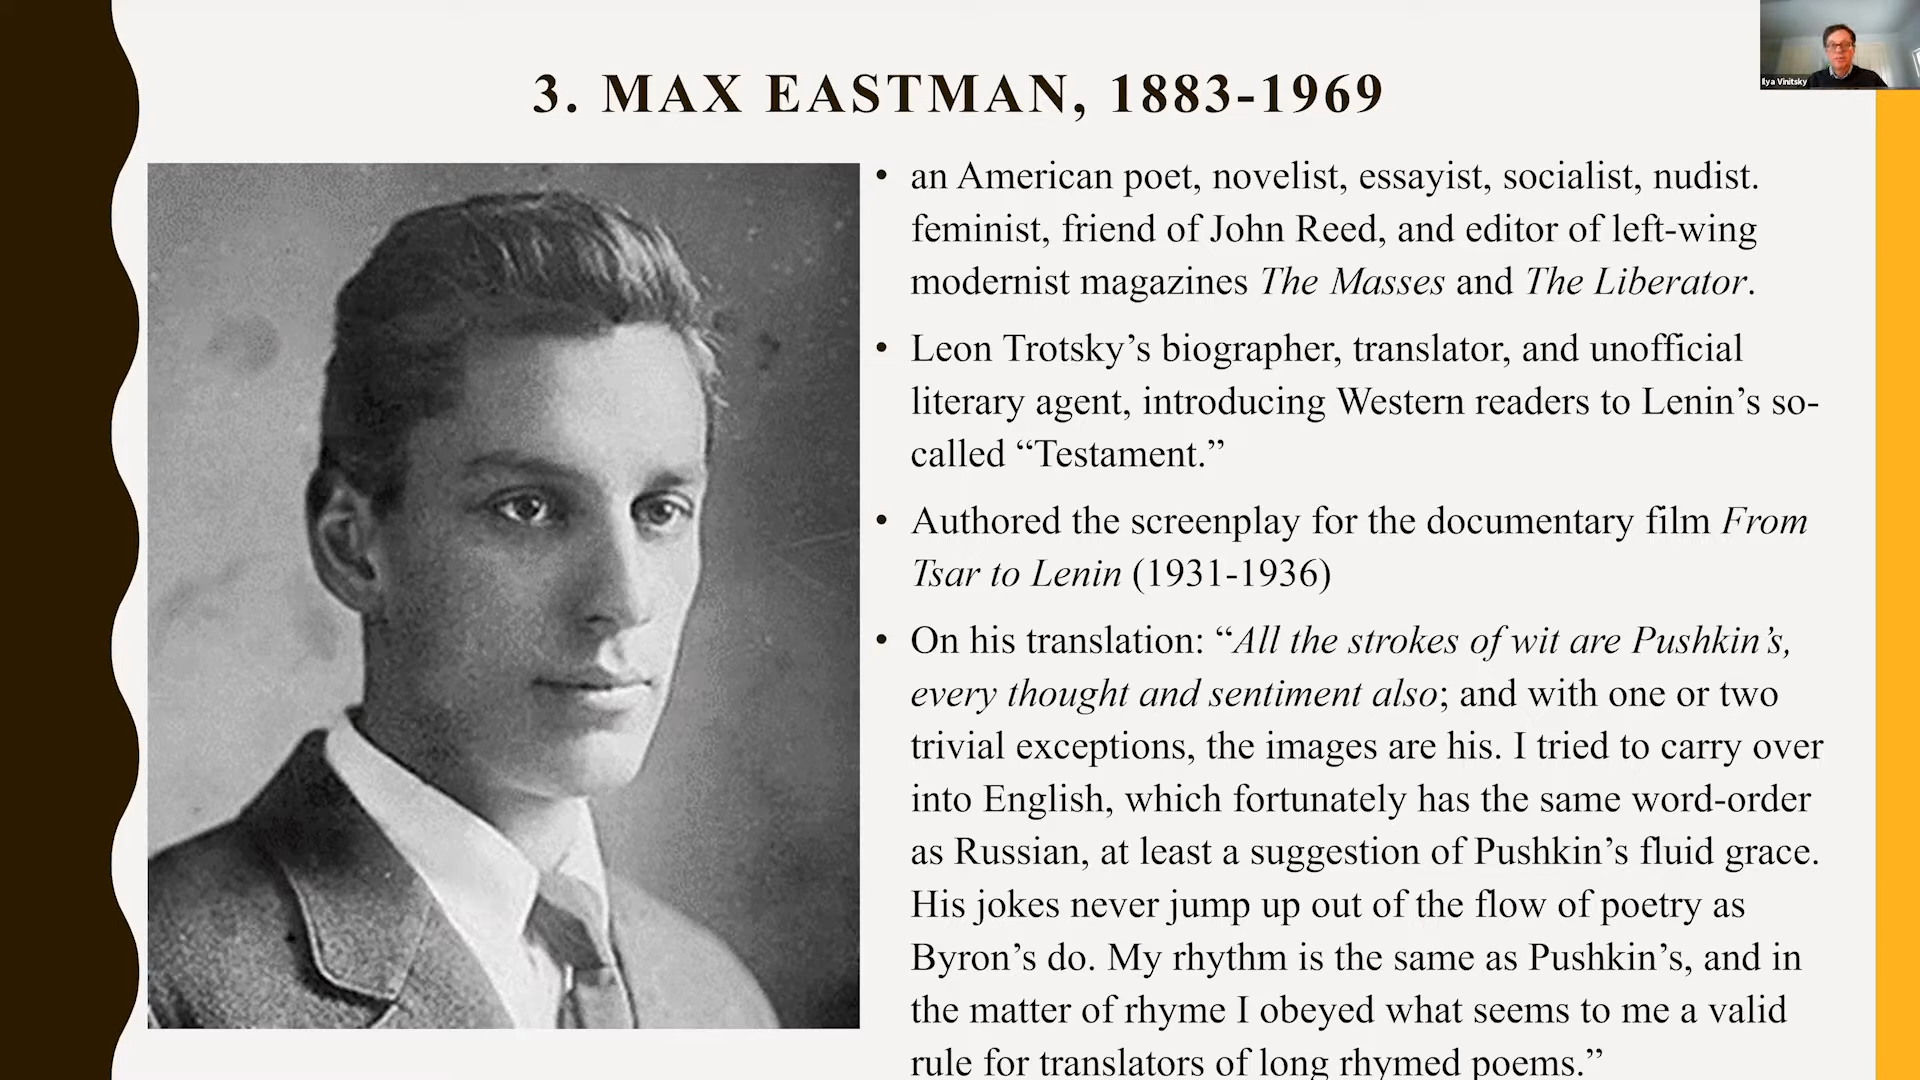 Ilya Vinitsky
3. MAX EASTMAN, 1883-1969
• an American poet, novelist, essayist, socialist, nudist.
feminist, friend of John Reed, and editor of left-wing
modernist magazines The Masses and The Liberator.
• Leon Trotsky’s biographer, translator, and unofficial
literary agent, introducing Western readers to Lenin’s so-
called “Testament.”
• Authored the screenplay for the documentary film From
Tsar to Lenin (1931-1936)
• On his translation: “All the strokes of wit are Pushkin’s,
every thought and sentiment also; and with one or two
trivial exceptions, the images are his. I tried to carry over
into English, which fortunately has the same word-order
as Russian, at least a suggestion of Pushkin’s fluid grace.
His jokes never jump up out of the flow of poetry as
Byron’s do. My rhythm is the same as Pushkin’s, and in
the matter of rhyme I obeyed what seems to me a valid
rule for translators of long rhymed poems.”